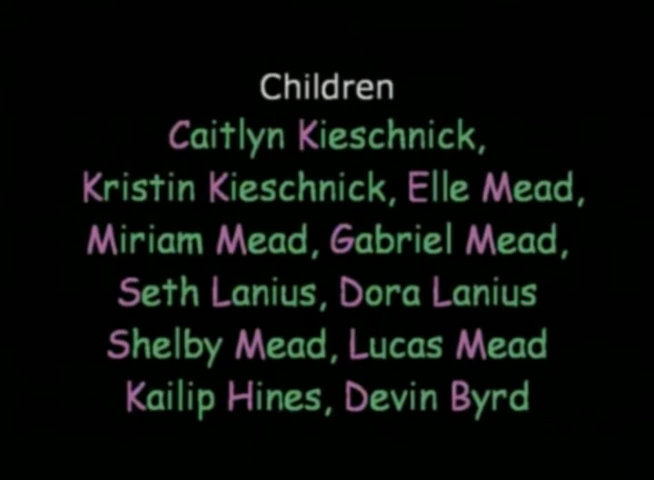 Children
Caitlyn Kieschnick,
Kristin Kieschnick, Elle Mead,
Miriam Mead, Gabriel Mead,
Seth Lanius, Dora Lanius
Shelby Mead, Lucas Mead
Kailip Hines, Devin Byrd